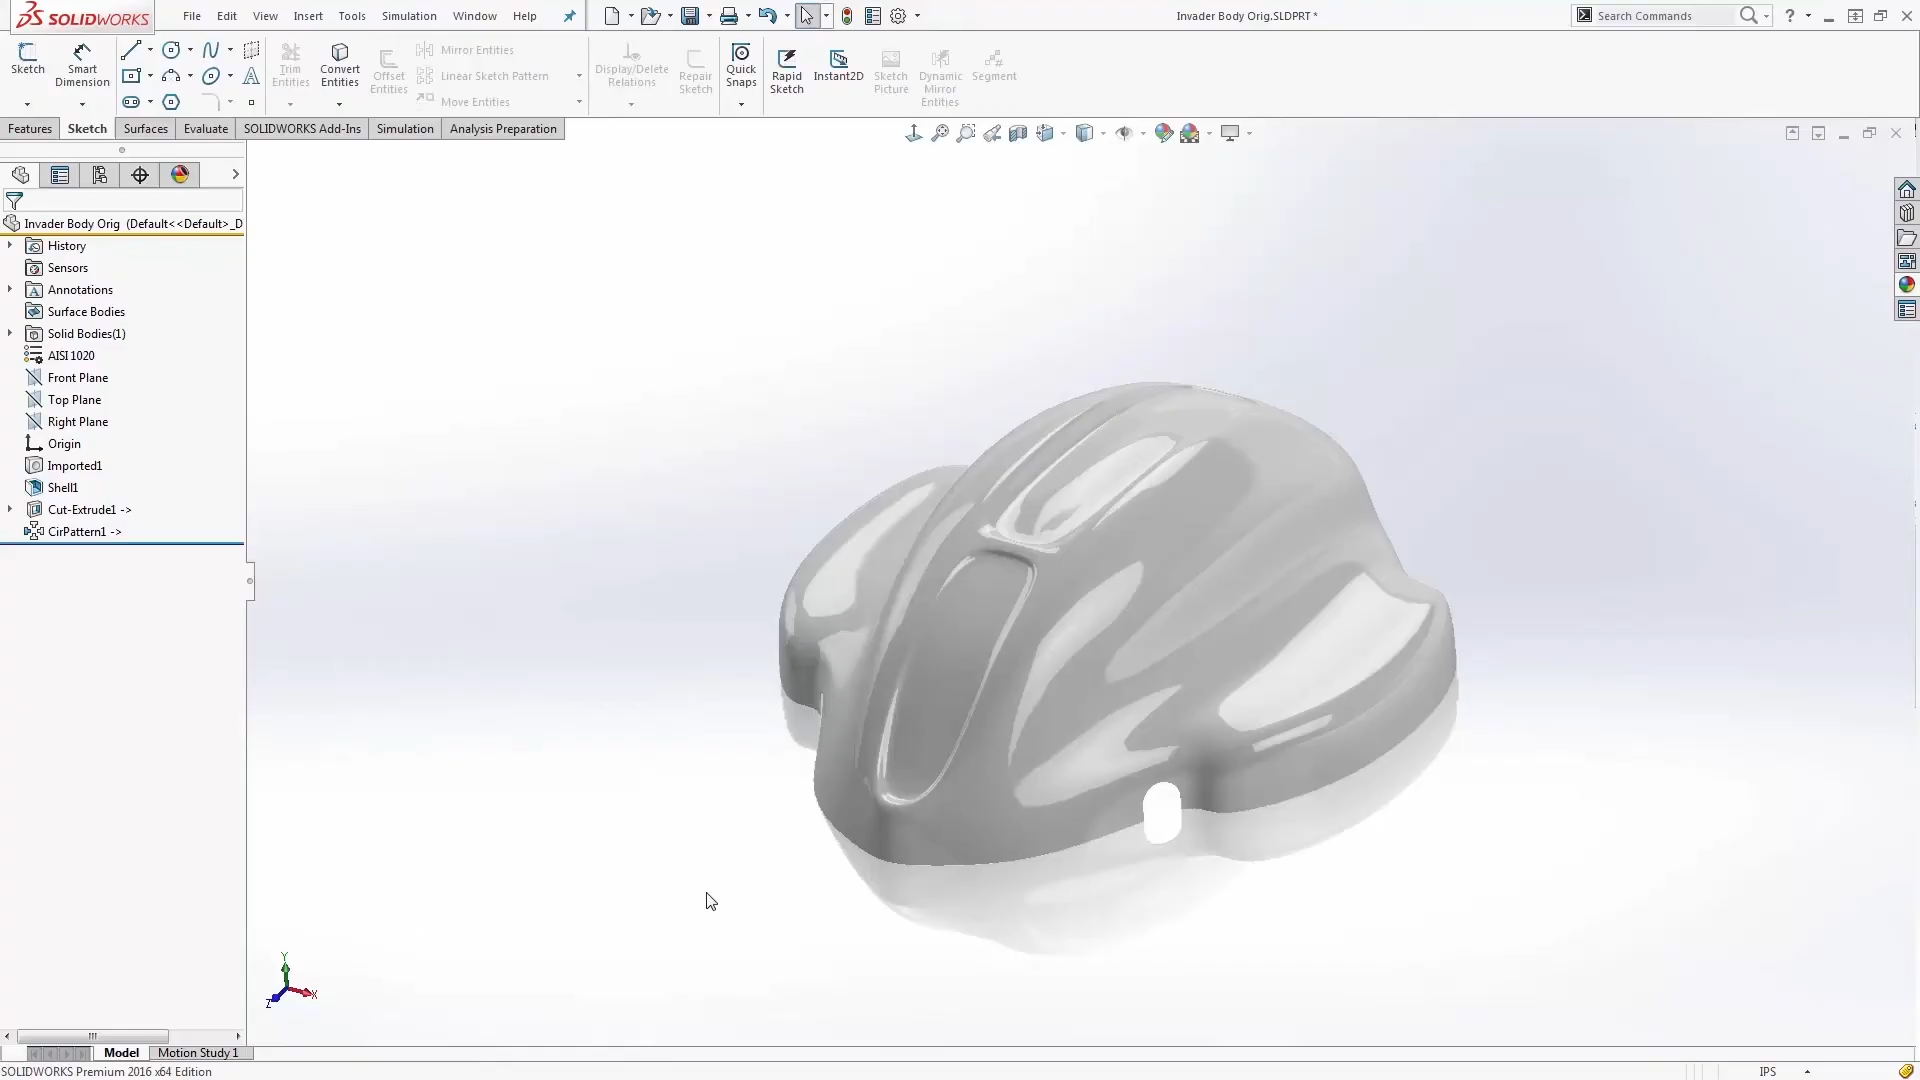 SOLIDWORKS
File Edit View Insert Tools Simulation Window Help
Invader Body Orig.SLDPRT *
Search Commands
Sketch
Smart Dimension
Trim Entities
Convert Entities
Offset Entities
Mirror Entities
Linear Sketch Pattern
Move Entities
Display/Delete Relations
Repair Sketch
Quick Snaps
Rapid Sketch
Instant2D
Sketch Picture
Dynamic Mirror Entities
Segment
Features Sketch Surfaces Evaluate SOLIDWORKS Add-Ins Simulation Analysis Preparation
Invader Body Orig (Default<<Default>_D
History
Sensors
Annotations
Surface Bodies
Solid Bodies(1)
AISI 1020
Front Plane
Top Plane
Right Plane
Origin
Imported1
Shell1
Cut-Extrude1 ->
CirPattern1 ->
Y
X
Z
Model Motion Study 1
SOLIDWORKS Premium 2016 x64 Edition
IPS